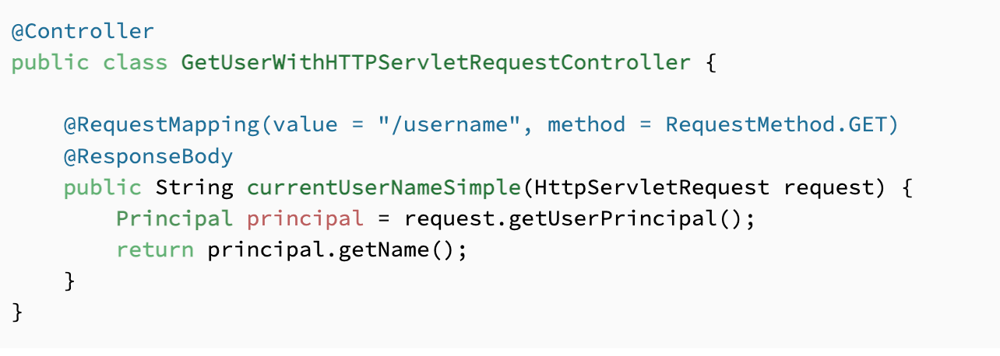 @Controller
public class GetUserWithHTTPServletRequestController {
@RequestMapping(value = "/username", method = RequestMethod.GET)
@ResponseBody
public String currentUserNameSimple(HttpServletRequest request) {
Principal principal = request.getUserPrincipal();
return principal.getName();
}
}